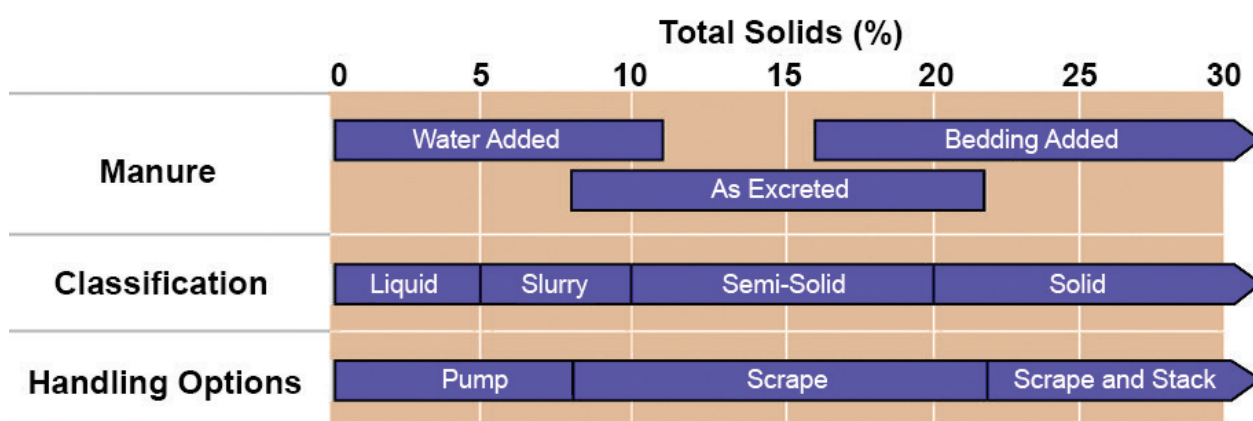 Total Solids (%)
0 5 10 15 20 25 30
Manure
Water Added
Bedding Added
As Excreted
Classification
Liquid
Slurry
Semi-Solid
Solid
Handling Options
Pump
Scrape
Scrape and Stack